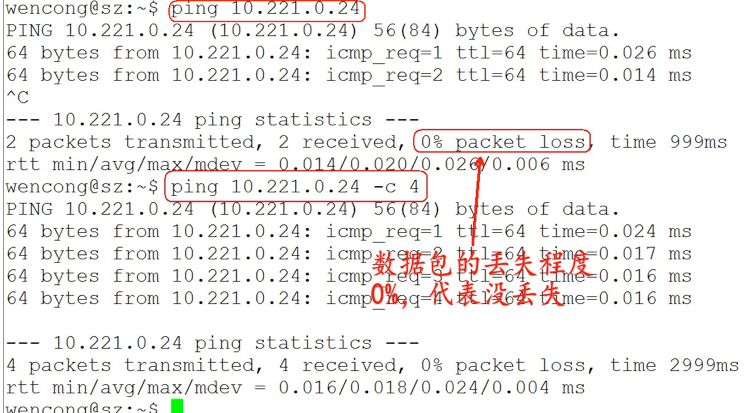 wencong@sz:~$ ping 10.221.0.24
PING 10.221.0.24 (10.221.0.24) 56(84) bytes of data.
64 bytes from 10.221.0.24: icmp_req=1 ttl=64 time=0.026 ms
64 bytes from 10.221.0.24: icmp_req=2 ttl=64 time=0.014 ms
^C
--- 10.221.0.24 ping statistics ---
2 packets transmitted, 2 received, 0% packet loss, time 999ms
rtt min/avg/max/mdev = 0.014/0.020/0.026/0.006 ms
wencong@sz:~$ ping 10.221.0.24 -c 4
PING 10.221.0.24 (10.221.0.24) 56(84) bytes of data.
64 bytes from 10.221.0.24: icmp_req=1 ttl=64 time=0.024 ms
64 bytes from 10.221.0.24: icmp_req=2 ttl=64 time=0.017 ms
64 bytes from 10.221.0.24: icmp_req=3 ttl=64 time=0.016 ms
64 bytes from 10.221.0.24: icmp_req=4 ttl=64 time=0.016 ms
数据包的丢失程度
0%, 代表没丢失
--- 10.221.0.24 ping statistics ---
4 packets transmitted, 4 received, 0% packet loss, time 2999ms
rtt min/avg/max/mdev = 0.016/0.018/0.024/0.004 ms
wencong@sz:~$